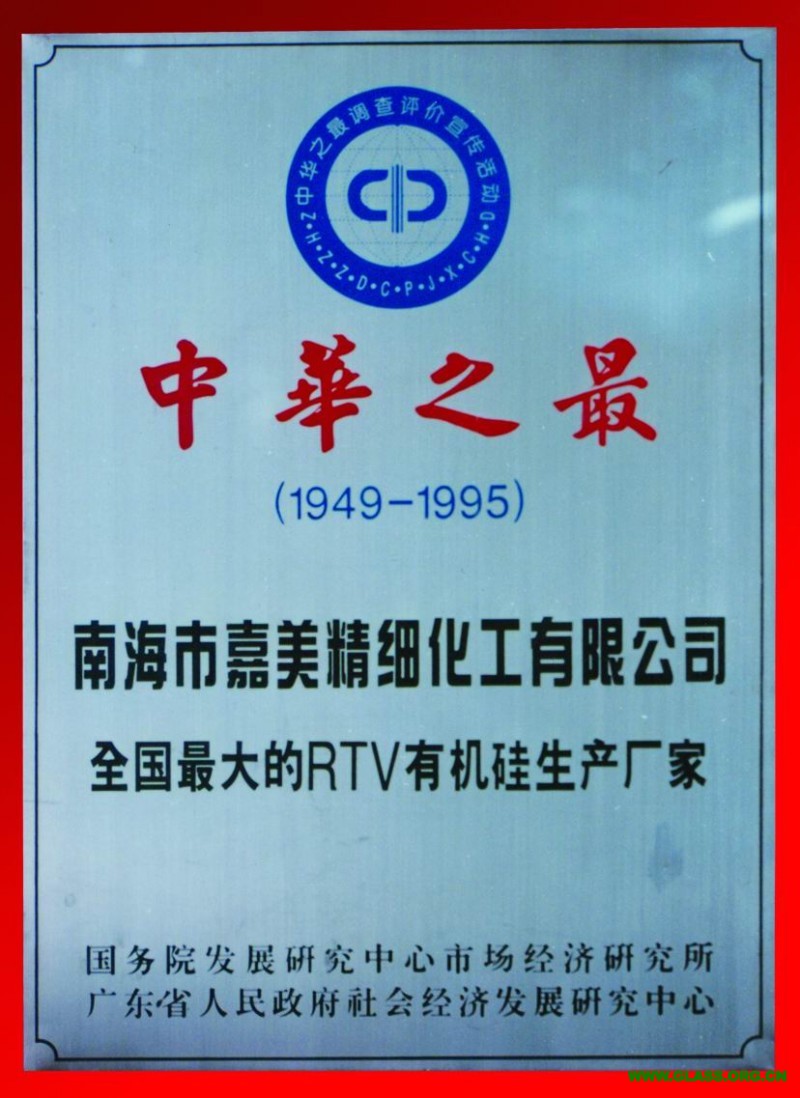 中华之最调查评价宣传活动
Z·H·Z·Z·D·C·P·J·X·C·H·D
中華之最
(1949-1995)
南海市嘉美精细化工有限公司
全国最大的RTV有机硅生产厂家
国务院发展研究中心市场经济研究所
广东省人民政府社会经济发展研究中心
WWW.GLASS.ORG.CN